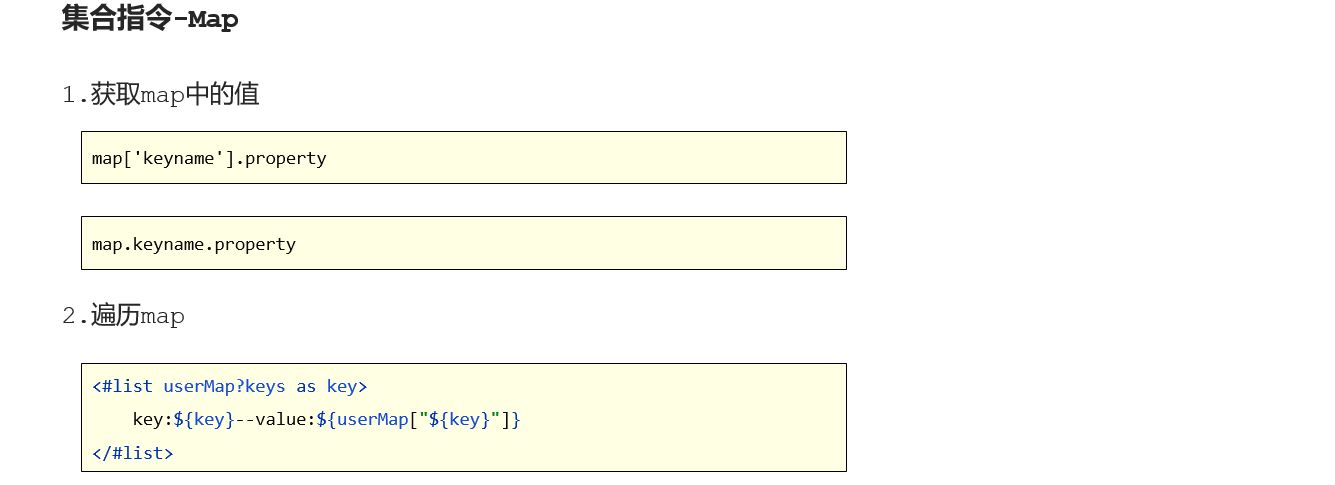 集合指令-Map
1.获取map中的值
map['keyname'].property
map.keyname.property
2.遍历map
<#list userMap?keys as key>
    key:${key}--value:${userMap["${key}"]}
</#list>